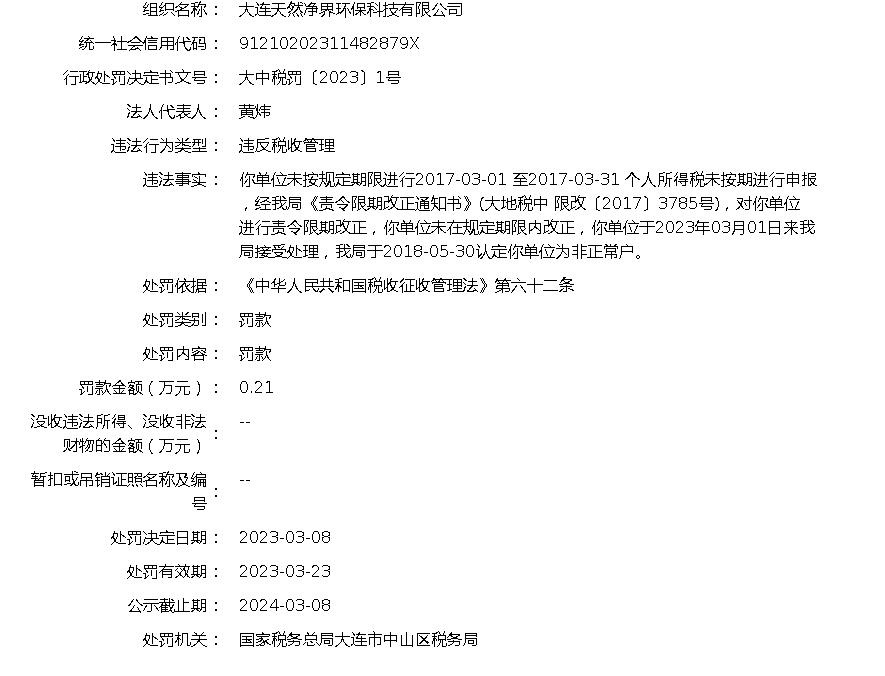 组织名称： 大连天然净界环保科技有限公司
统一社会信用代码： 91210202311482879X
行政处罚决定书文号： 大中税罚〔2023〕1号
法人代表人： 黄炜
违法行为类型： 违反税收管理
违法事实： 你单位未按规定期限进行2017-03-01 至2017-03-31 个人所得税未按期进行申报
，经我局《责令限期改正通知书》(大地税中 限改〔2017〕3785号)，对你单位
进行责令限期改正，你单位未在规定期限内改正，你单位于2023年03月01日来我
局接受处理，我局于2018-05-30认定你单位为非正常户。
处罚依据： 《中华人民共和国税收征收管理法》第六十二条
处罚类别： 罚款
处罚内容： 罚款
罚款金额（万元）： 0.21
没收违法所得、没收非法
财物的金额（万元）： --
暂扣或吊销证照名称及编
号： --
处罚决定日期： 2023-03-08
处罚有效期： 2023-03-23
公示截止期： 2024-03-08
处罚机关： 国家税务总局大连市中山区税务局